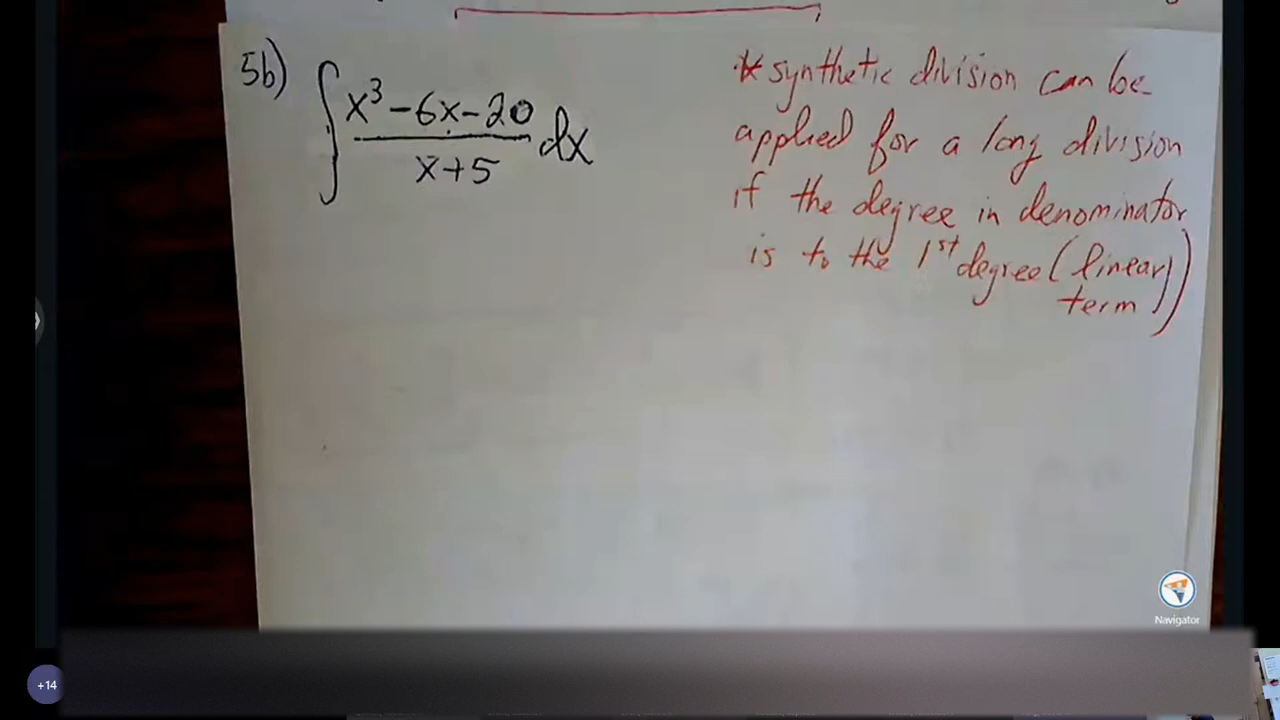 5b) ∫ x³ -6x-20 / x+5 dx
* synthetic division can be
applied for a long division
if the degree in denominator
is to the 1st degree (linear)
term)
Navigator
+14